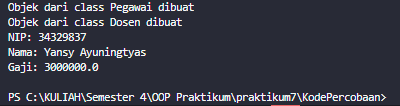 Objek dari class Pegawai dibuat
Objek dari class Dosen dibuat
NIP: 34329837
Nama: Yansy Ayuningtyas
Gaji: 3000000.0
PS C:\KULIAH\Semester 4\OOP Praktikum\praktikum7\KodePercobaan>